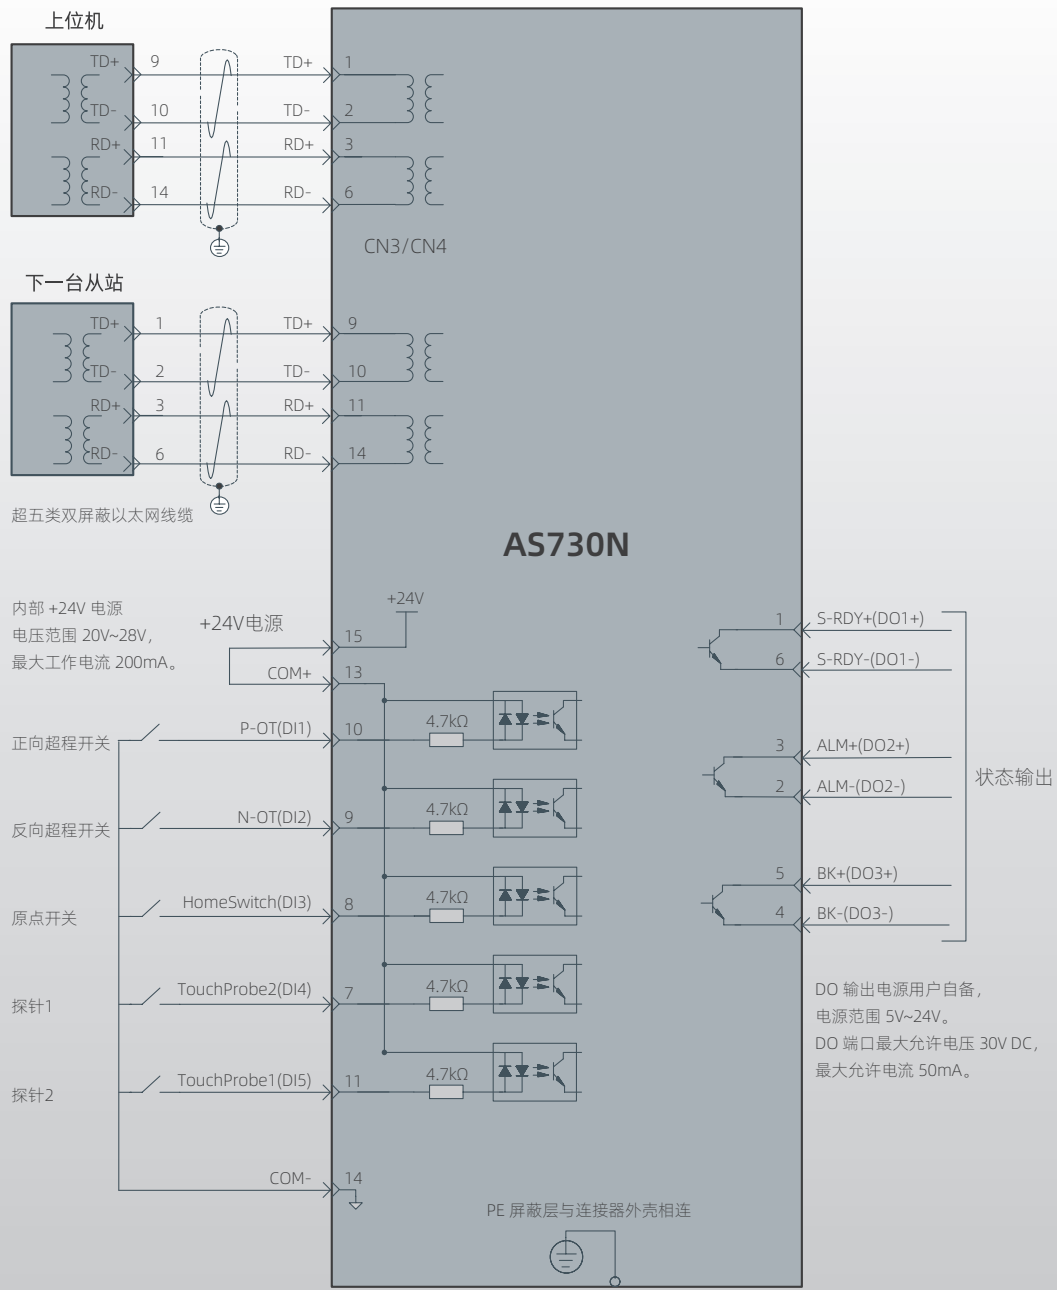 上位机
TD+ 9 TD+ 1
TD- 10 TD- 2
RD+ 11 RD+ 3
RD- 14 RD- 6
CN3/CN4
下一台从站
TD+ 1 TD+ 9
TD- 2 TD- 10
RD+ 3 RD+ 11
RD- 6 RD- 14
超五类双屏蔽以太网线缆
AS730N
内部 +24V 电源
电压范围 20V~28V，
最大工作电流 200mA。
+24V电源
+24V
15
COM+ 13
正向超程开关 P-OT(DI1) 10 4.7kΩ
反向超程开关 N-OT(DI2) 9 4.7kΩ
原点开关 HomeSwitch(DI3) 8 4.7kΩ
探针1 TouchProbe2(DI4) 7 4.7kΩ
探针2 TouchProbe1(DI5) 11 4.7kΩ
COM- 14
PE 屏蔽层与连接器外壳相连
1 S-RDY+(DO1+)
6 S-RDY-(DO1-)
3 ALM+(DO2+)
2 ALM-(DO2-)
5 BK+(DO3+)
4 BK-(DO3-)
状态输出
DO 输出电源用户自备，
电源范围 5V~24V。
DO 端口最大允许电压 30V DC，
最大允许电流 50mA。